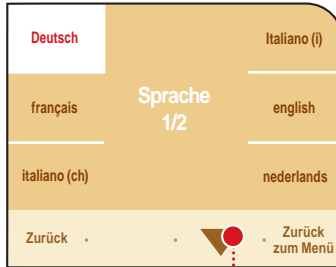 Deutsch
Italiano (i)
français
Sprache
1/2
english
italiano (ch)
nederlands
Zurück
Zurück
zum Menü